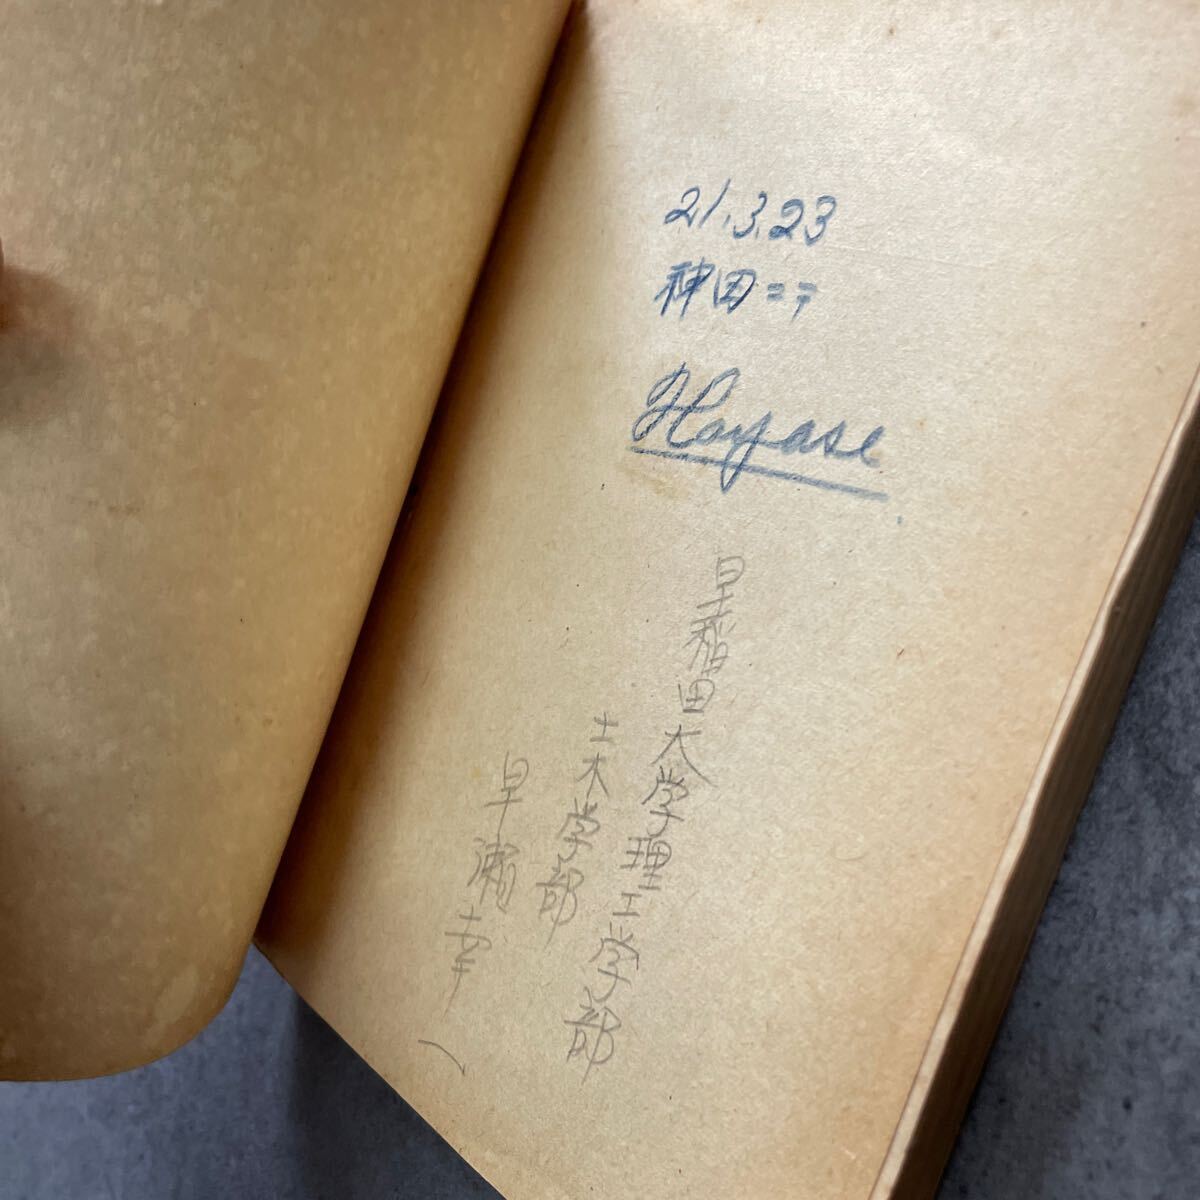 21.3.23
神田ニテ
Hayase
早稲田大学理工学部
土木学部
早瀬幸一